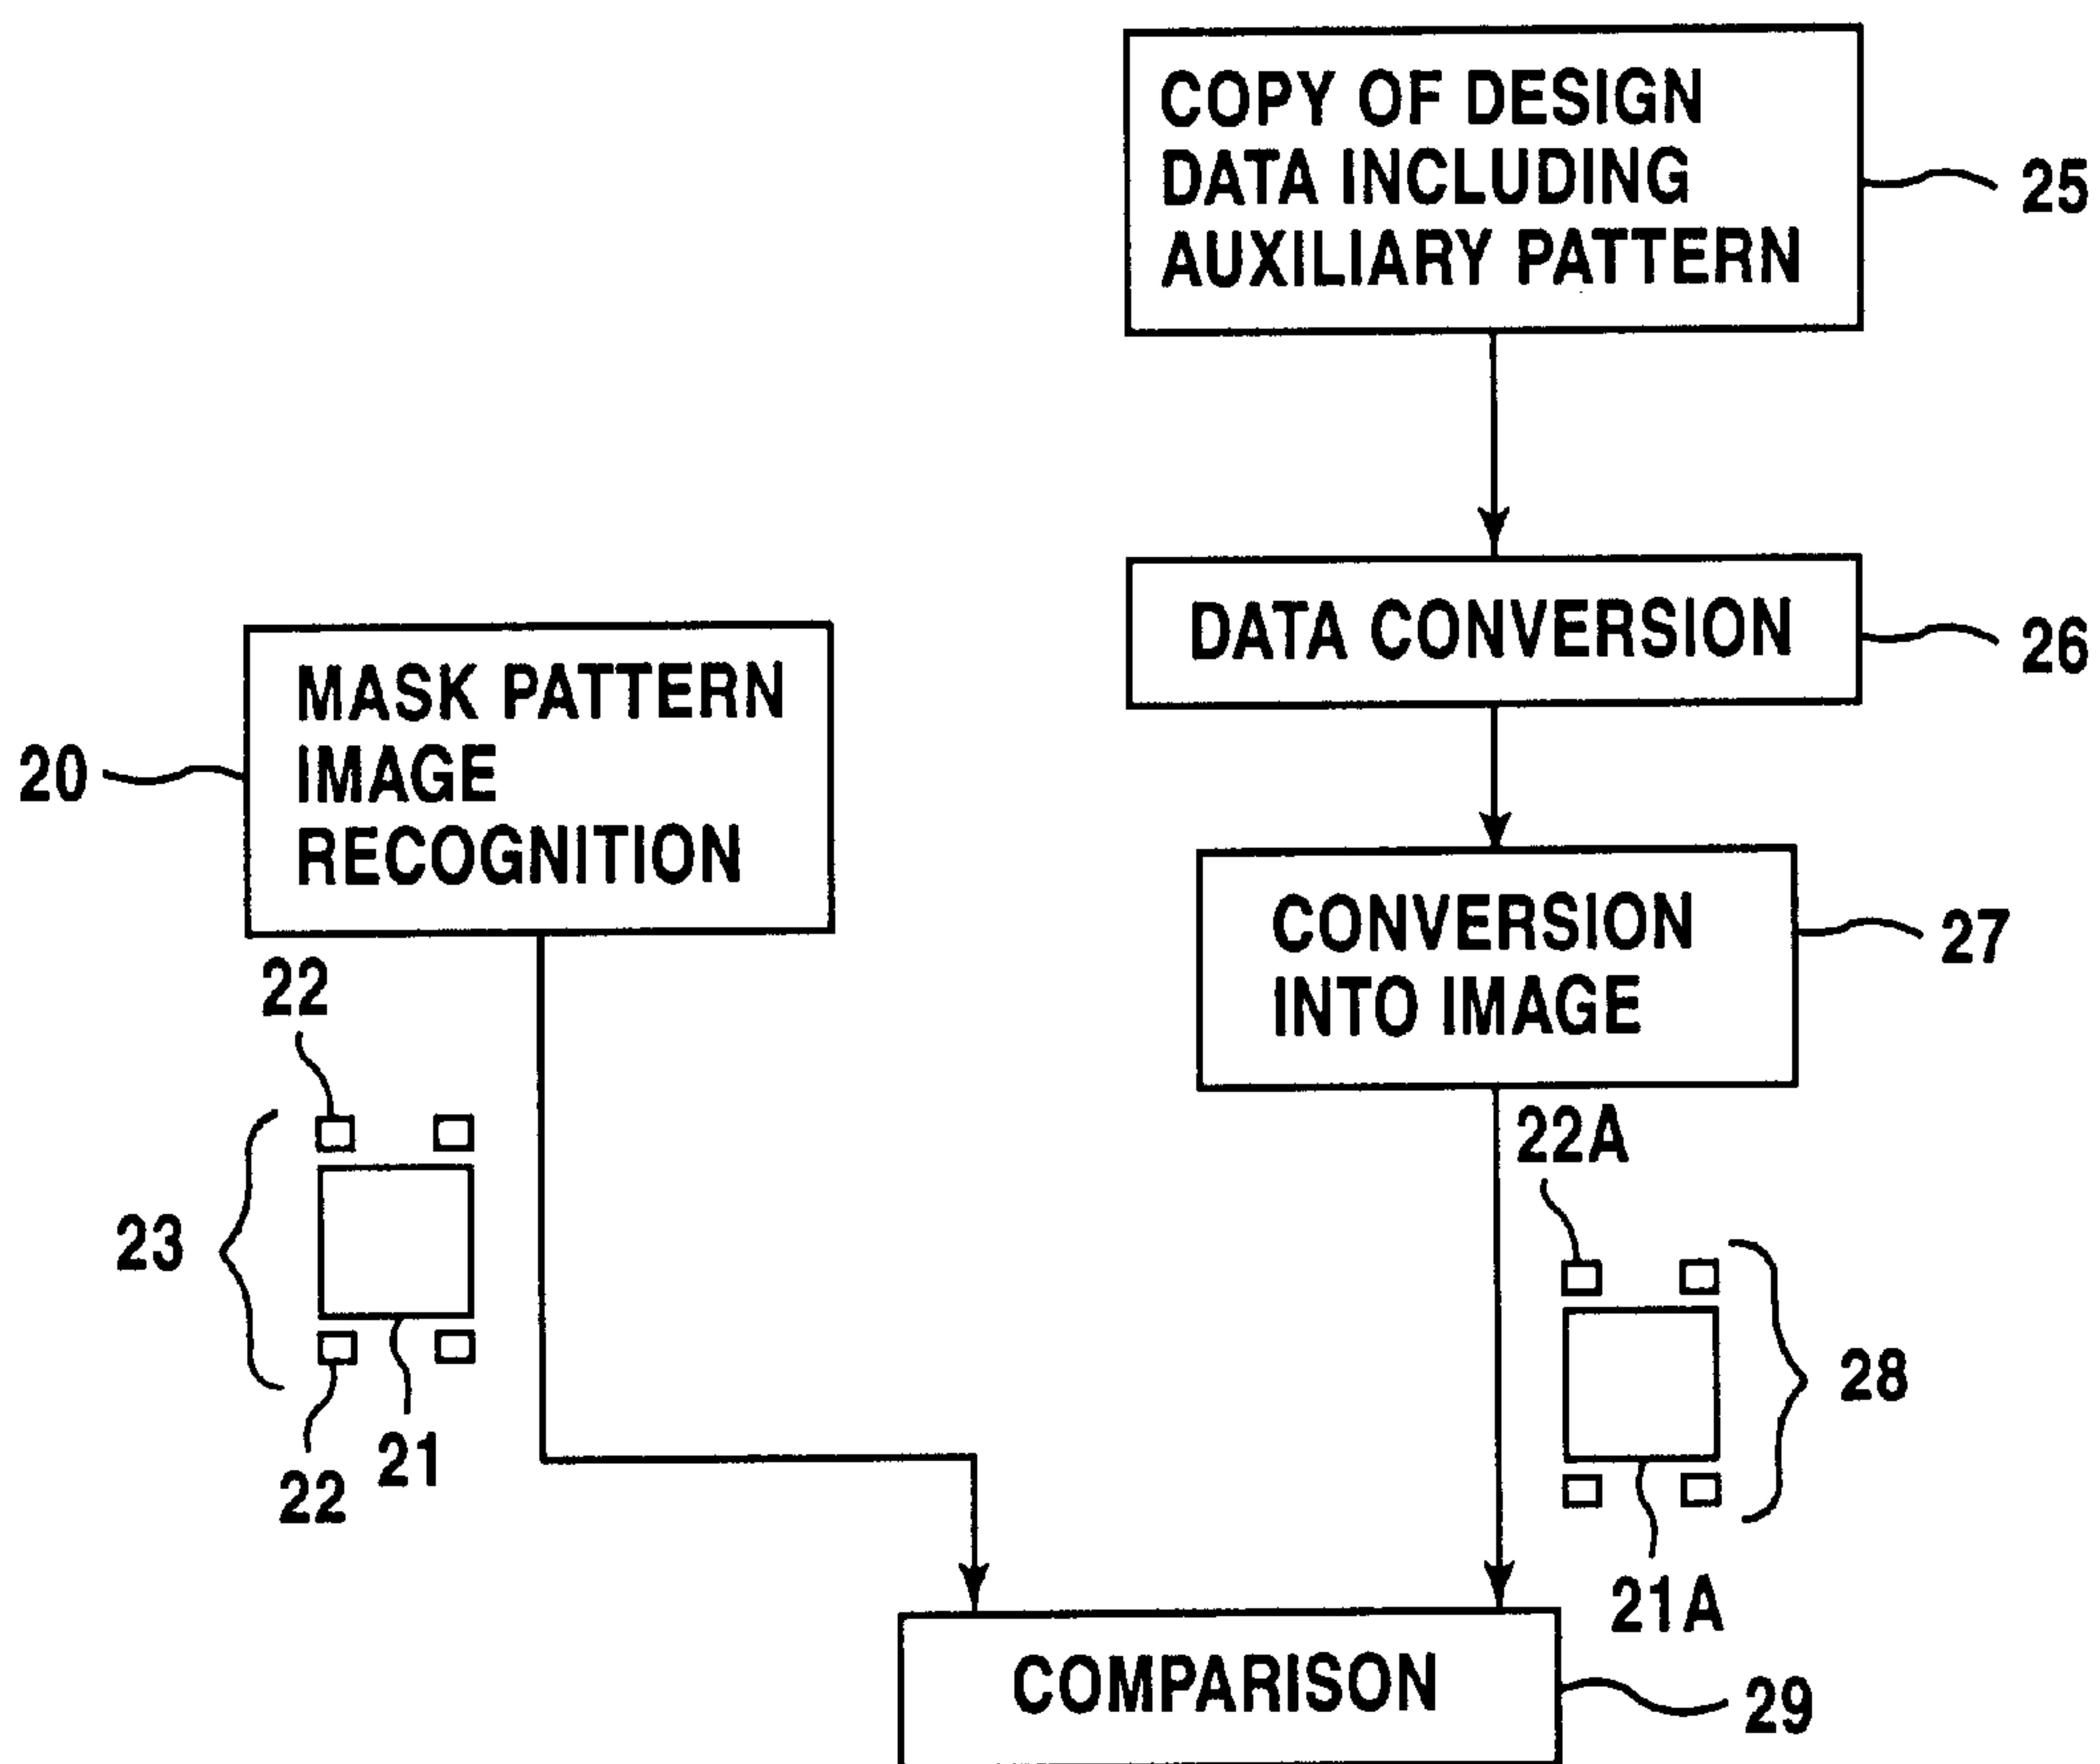 COPY OF DESIGN
DATA INCLUDING
AUXILIARY PATTERN
25
DATA CONVERSION
26
MASK PATTERN
IMAGE
RECOGNITION
20
CONVERSION
INTO IMAGE
27
22
23
22
21
22A
28
21A
COMPARISON
29